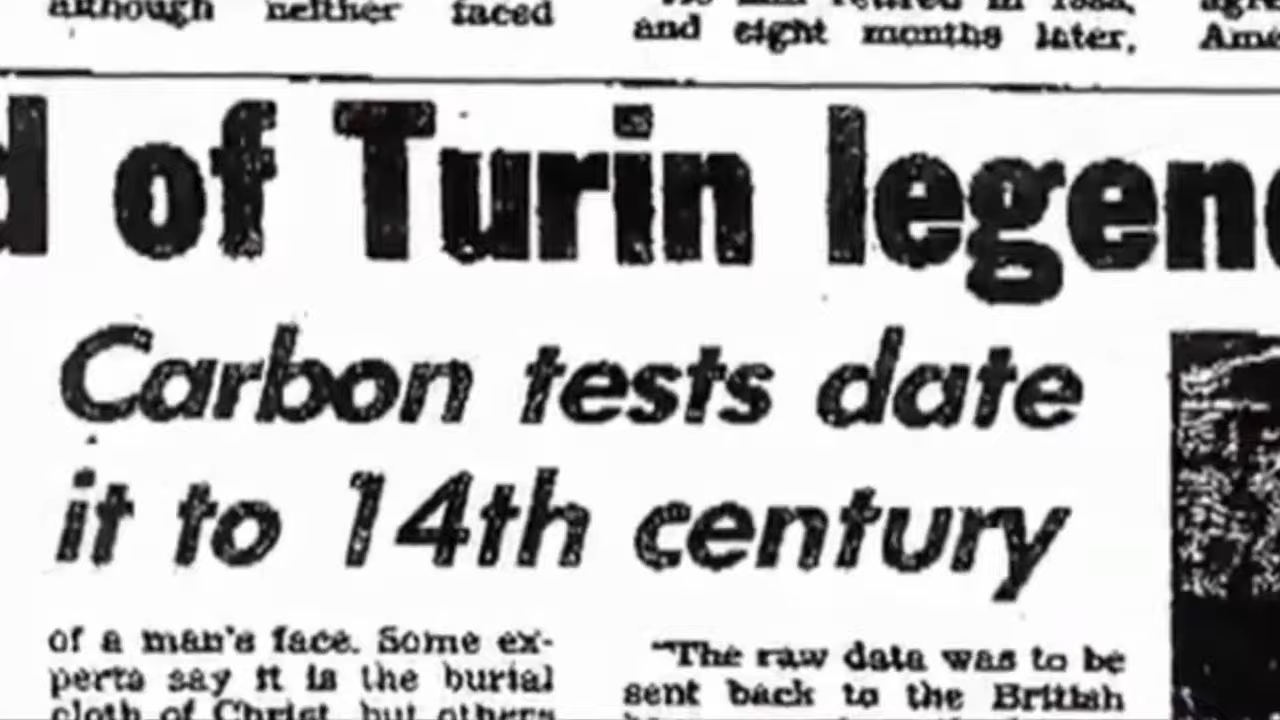 although neither faced
and eight months later,
of Turin
Carbon tests date
it to 14th century
of a man's face. Some ex-
perts say it is the burial
cloth of Christ, but others
"The raw data was to be
sent back to the British